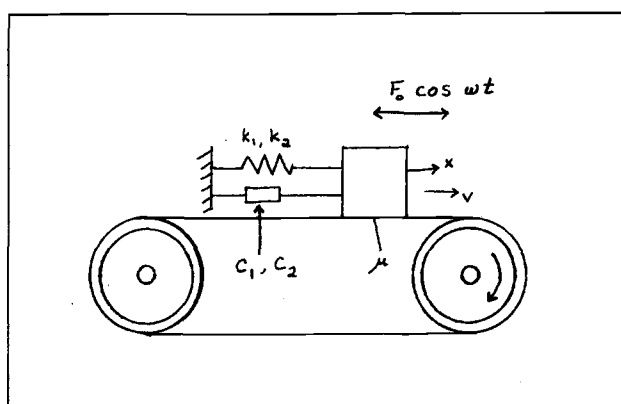 F₀ cos ωt
k₁, k₂
x
v
C₁, C₂
μ